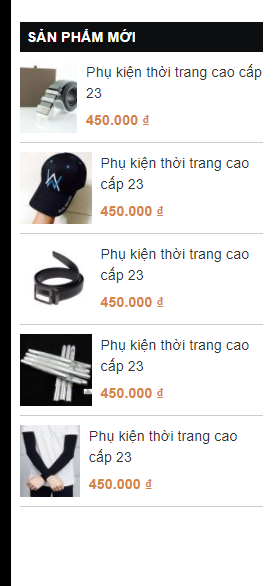 SẢN PHẨM MỚI
Phụ kiện thời trang cao cấp
23
450.000 ₫
Phụ kiện thời trang cao
cấp 23
450.000 ₫
Phụ kiện thời trang cao
cấp 23
450.000 ₫
Phụ kiện thời trang cao
cấp 23
450.000 ₫
Phụ kiện thời trang cao
cấp 23
450.000 ₫